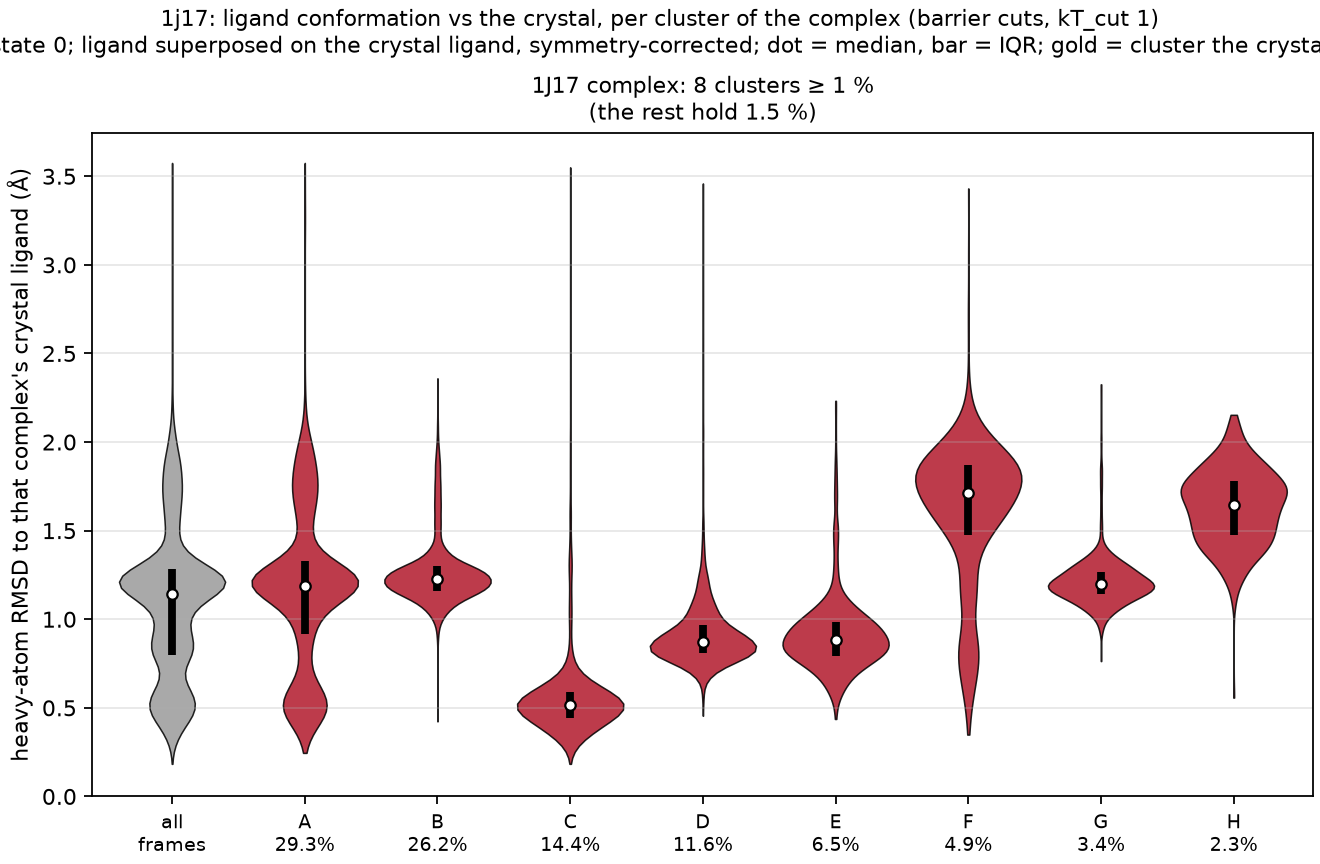 1j17: ligand conformation vs the crystal, per cluster of the complex (barrier cuts, kT_cut 1)
state 0; ligand superposed on the crystal ligand, symmetry-corrected; dot = median, bar = IQR; gold = cluster the crysta
1J17 complex: 8 clusters ≥ 1 %
(the rest hold 1.5 %)
heavy-atom RMSD to that complex's crystal ligand (Å)
3.5
3.0
2.5
2.0
1.5
1.0
0.5
0.0
all frames
A 29.3%
B 26.2%
C 14.4%
D 11.6%
E 6.5%
F 4.9%
G 3.4%
H 2.3%